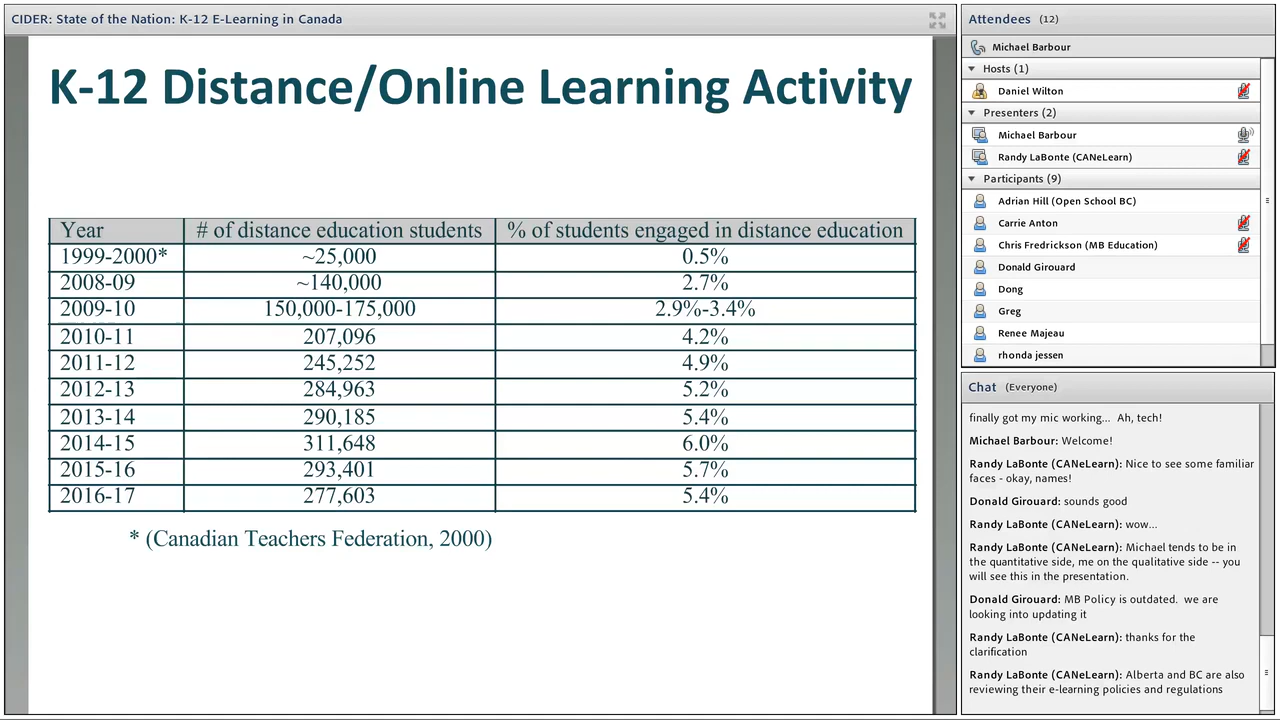 CIDER: State of the Nation: K-12 E-Learning in Canada
K-12 Distance/Online Learning Activity
Year # of distance education students % of students engaged in distance education
1999-2000* ~25,000 0.5%
2008-09 ~140,000 2.7%
2009-10 150,000-175,000 2.9%-3.4%
2010-11 207,096 4.2%
2011-12 245,252 4.9%
2012-13 284,963 5.2%
2013-14 290,185 5.4%
2014-15 311,648 6.0%
2015-16 293,401 5.7%
2016-17 277,603 5.4%
* (Canadian Teachers Federation, 2000)
Attendees (12)
Michael Barbour
Hosts (1)
Daniel Wilton
Presenters (2)
Michael Barbour
Randy LaBonte (CANeLearn)
Participants (9)
Adrian Hill (Open School BC)
Carrie Anton
Chris Fredrickson (MB Education)
Donald Girouard
Dong
Greg
Renee Majeau
rhonda jessen
Chat (Everyone)
finally got my mic working... Ah, tech!
Michael Barbour: Welcome!
Randy LaBonte (CANeLearn): Nice to see some familiar
faces - okay, names!
Donald Girouard: sounds good
Randy LaBonte (CANeLearn): wow...
Randy LaBonte (CANeLearn): Michael tends to be in
the quantitative side, me on the qualitative side -- you
will see this in the presentation.
Donald Girouard: MB Policy is outdated. we are
looking into updating it
Randy LaBonte (CANeLearn): thanks for the
clarification
Randy LaBonte (CANeLearn): Alberta and BC are also
reviewing their e-learning policies and regulations